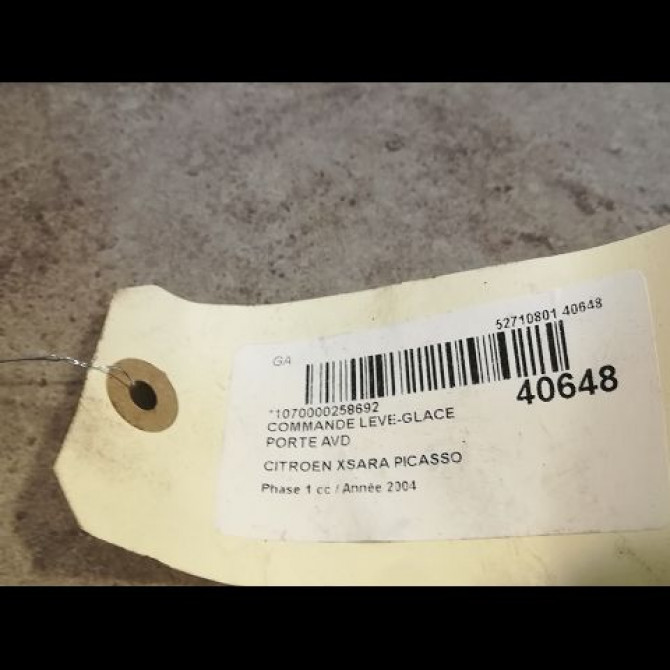 52710801 40648
GA
40648
*1070000258692
COMMANDE LEVE-GLACE
PORTE AVD
CITROEN XSARA PICASSO
Phase 1 cc / Année 2004